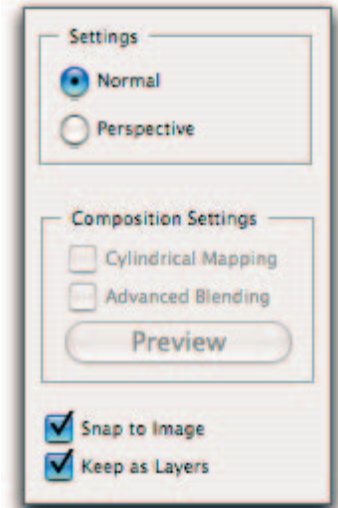 Settings
Normal
Perspective
Composition Settings
Cylindrical Mapping
Advanced Blending
Preview
Snap to Image
Keep as Layers